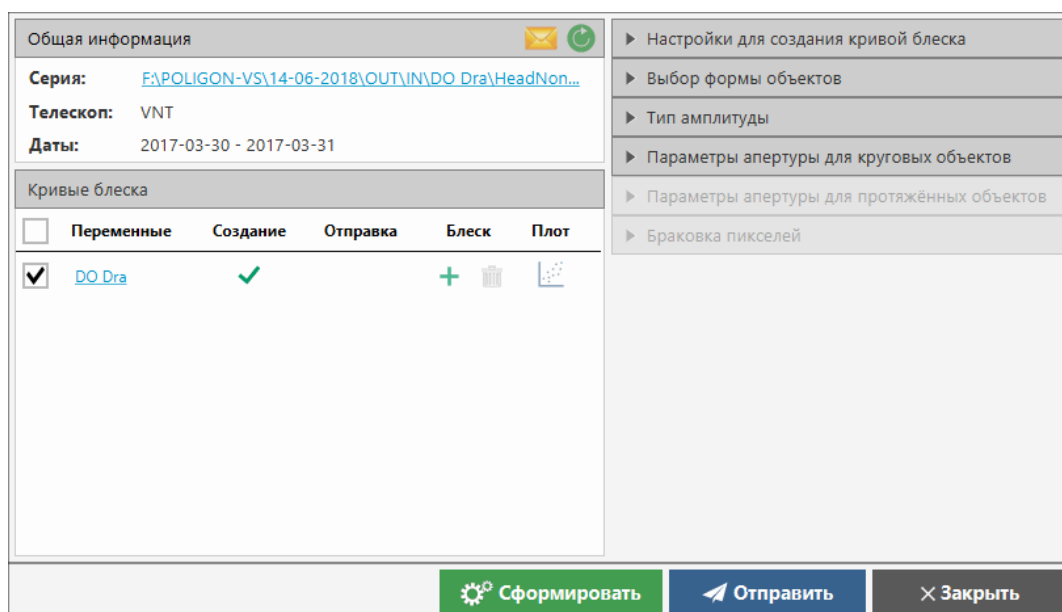 Общая информация
Серия: F:\POLIGON-VS\14-06-2018\OUT\IN\DO Dra\HeadNon...
Телескоп: VNT
Даты: 2017-03-30 - 2017-03-31
Кривые блеска
Переменные Создание Отправка Блеск Плот
DO Dra
Настройки для создания кривой блеска
Выбор формы объектов
Тип амплитуды
Параметры апертуры для круговых объектов
Параметры апертуры для протяжённых объектов
Браковка пикселей
Сформировать Отправить Закрыть